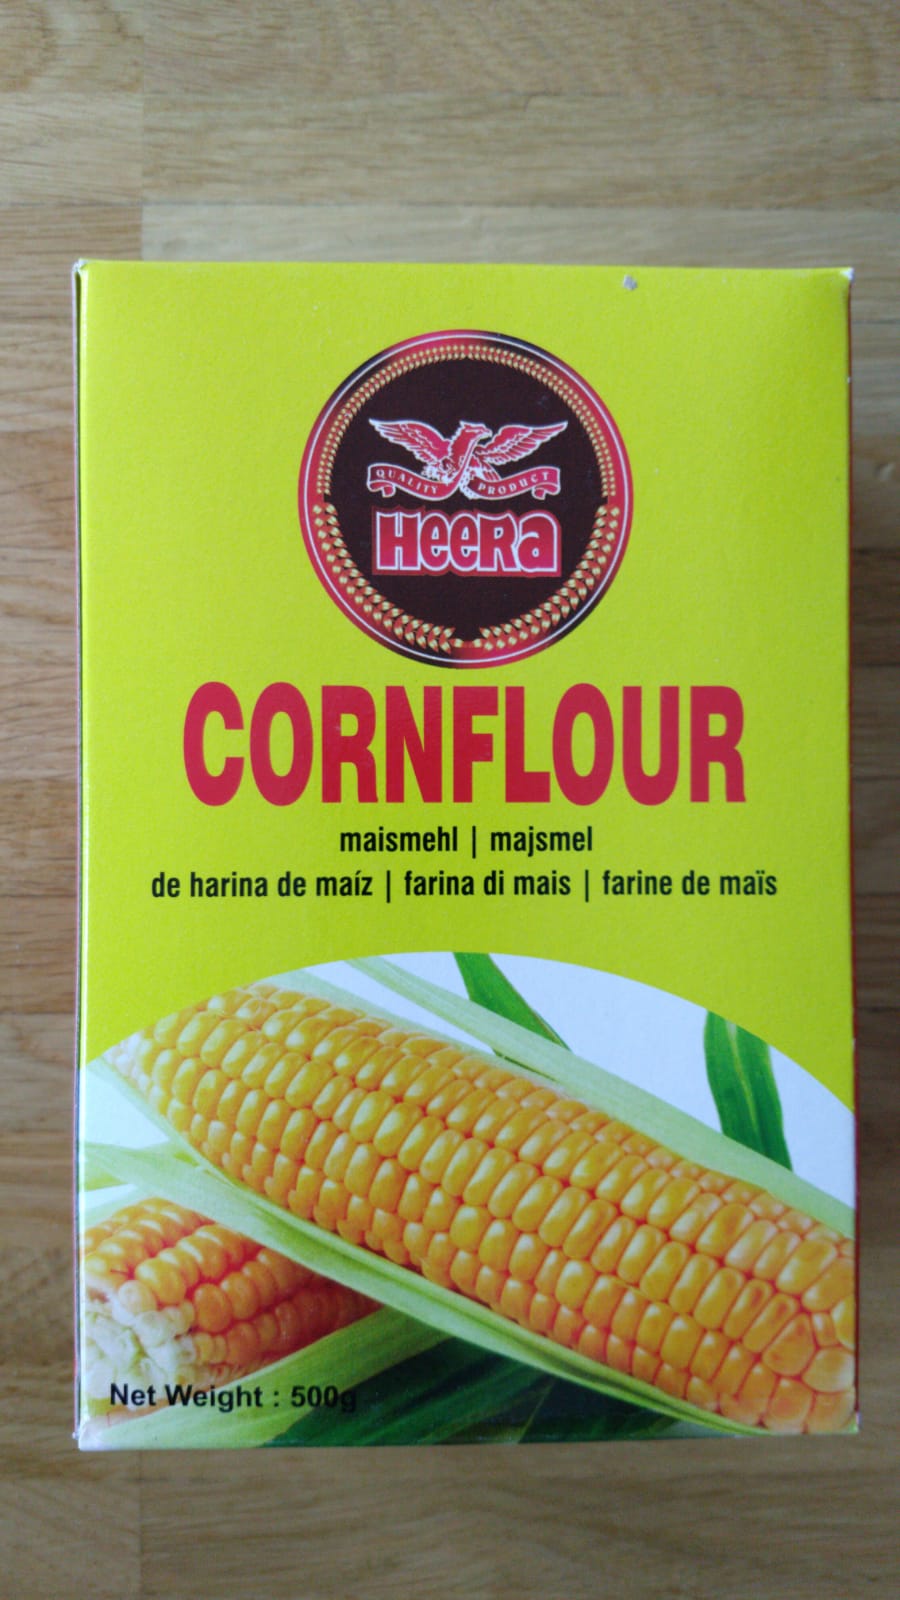 QUALITY PRODUCT
HeeRa
CORNFLOUR
maismehl | majsmel
de harina de maíz | farina di mais | farine de maïs
Net Weight : 500g